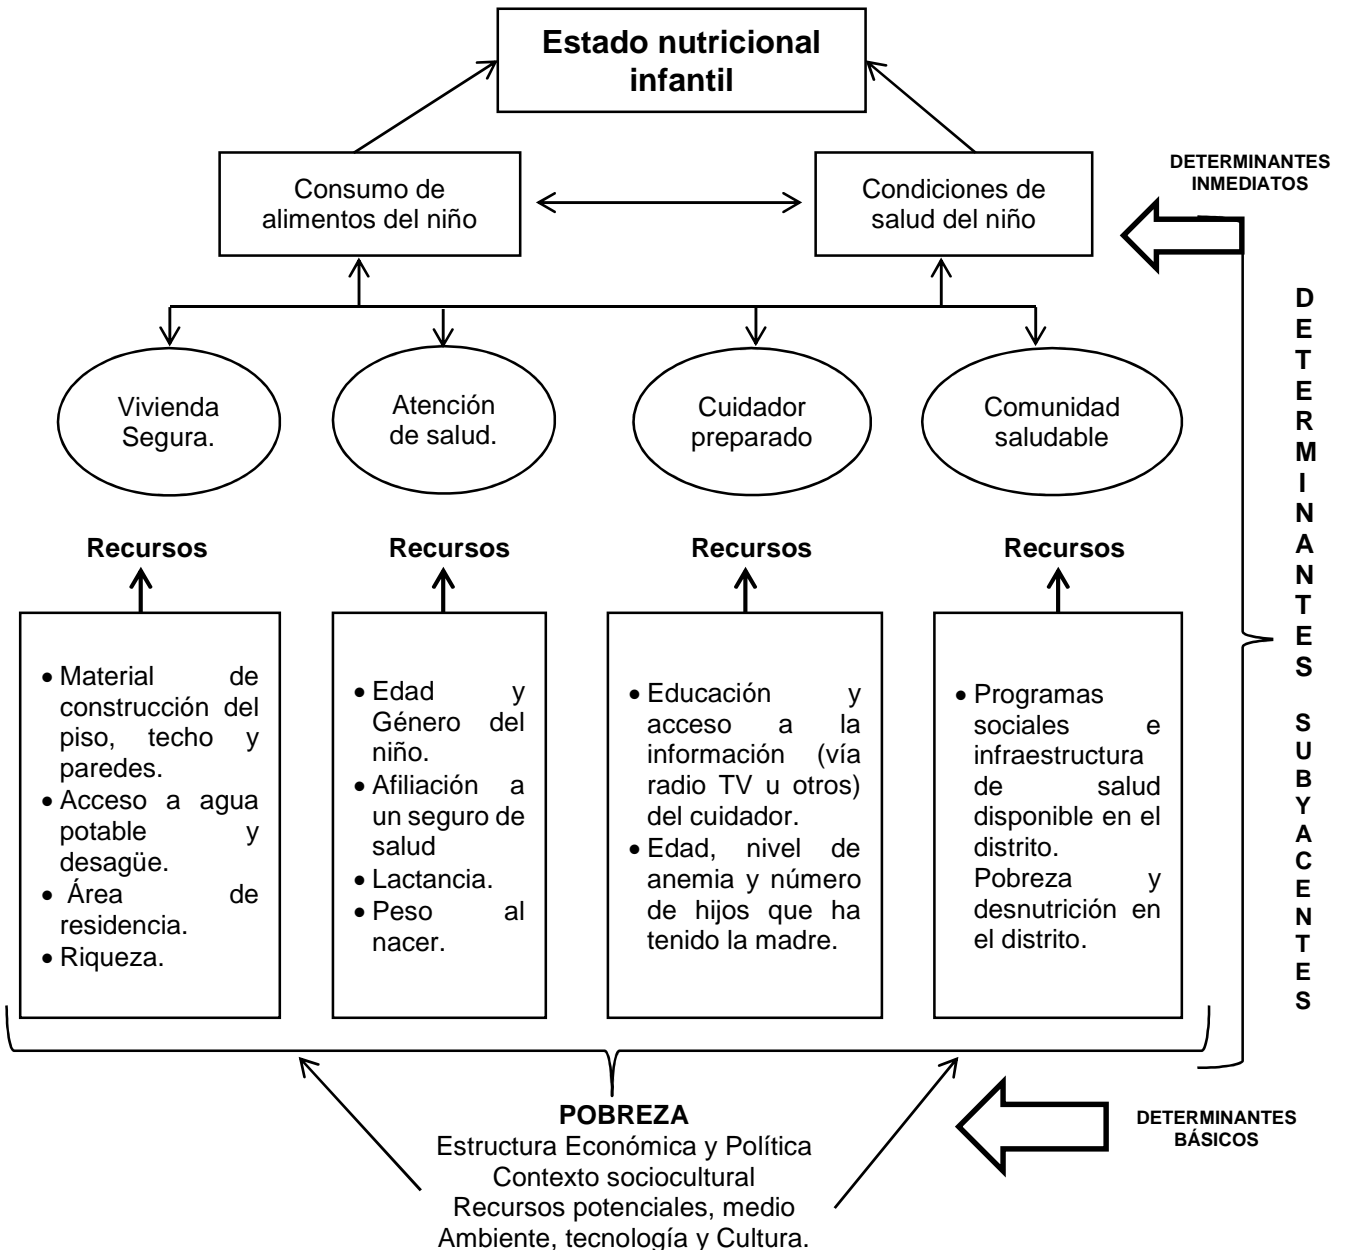 Estado nutricional
infantil
DETERMINANTES
INMEDIATOS
Consumo de
alimentos del niño
Condiciones de
salud del niño
Vivienda
Segura.
Atención
de salud.
Cuidador
preparado
Comunidad
saludable
Recursos
Recursos
Recursos
Recursos
• Material de
construcción del
piso, techo y
paredes.
• Acceso a agua
potable y
desagüe.
• Área de
residencia.
• Riqueza.
• Edad y
Género del
niño.
• Afiliación a
un seguro de
salud
• Lactancia.
• Peso al
nacer.
• Educación y
acceso a la
información (vía
radio TV u otros)
del cuidador.
• Edad, nivel de
anemia y número
de hijos que ha
tenido la madre.
• Programas
sociales e
infraestructura
de salud
disponible en el
distrito.
Pobreza y
desnutrición en
el distrito.
DETERMINANTES SUBYACENTES
POBREZA
Estructura Económica y Política
Contexto sociocultural
Recursos potenciales, medio
Ambiente, tecnología y Cultura.
DETERMINANTES
BÁSICOS